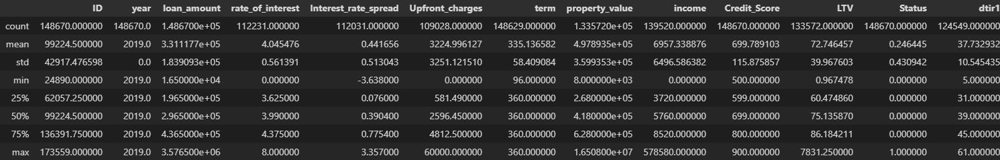 ID year loan_amount rate_of_interest Interest_rate_spread Upfront_charges term property_value income Credit_Score LTV Status dtir1
count 148670.000000 148670.0 1.486700e+05 112231.000000 112031.000000 109028.000000 148629.000000 1.335720e+05 139520.000000 148670.000000 133572.000000 148670.000000 124549.000000
mean 99224.500000 2019.0 3.311177e+05 4.045476 0.441656 3224.996127 335.136582 4.978935e+05 6957.338876 699.789103 72.746457 0.246445 37.732932
std 42917.476598 0.0 1.839093e+05 0.561391 0.513043 3251.121510 58.409084 3.599353e+05 6496.586382 115.875857 39.967603 0.430942 10.545435
min 24890.000000 2019.0 1.650000e+04 0.000000 -3.638000 0.000000 96.000000 8.000000e+03 0.000000 500.000000 0.967478 0.000000 5.000000
25% 62057.250000 2019.0 1.965000e+05 3.625000 0.076000 581.490000 360.000000 2.680000e+05 3720.000000 599.000000 60.474860 0.000000 31.000000
50% 99224.500000 2019.0 2.965000e+05 3.990000 0.390400 2596.450000 360.000000 4.180000e+05 5760.000000 699.000000 75.135870 0.000000 39.000000
75% 136391.750000 2019.0 4.365000e+05 4.375000 0.775400 4812.500000 360.000000 6.280000e+05 8520.000000 800.000000 86.184211 0.000000 45.000000
max 173559.000000 2019.0 3.576500e+06 8.000000 3.357000 60000.000000 360.000000 1.650800e+07 578580.000000 900.000000 7831.250000 1.000000 61.000000